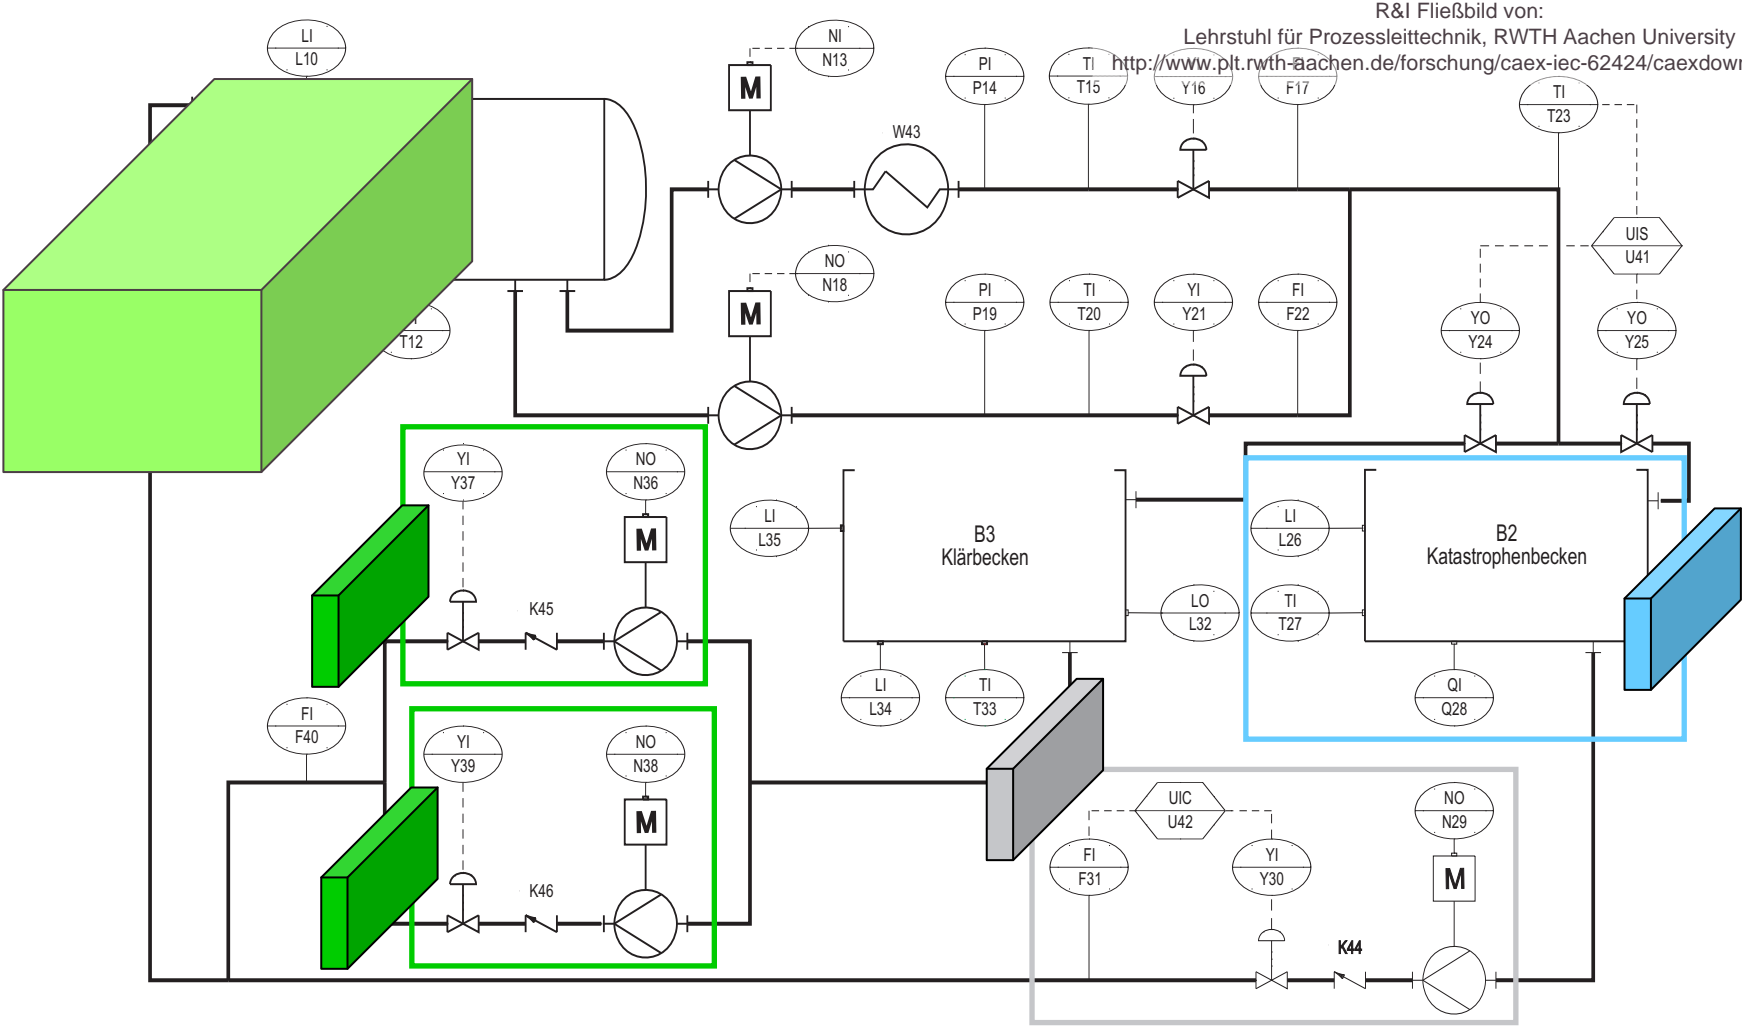 R&I Fließbild von:
Lehrstuhl für Prozessleittechnik, RWTH Aachen University
http://www.plt.rwth-aachen.de/forschung/caex-iec-62424/caexdow
LI
L10
NI
N13
PI
P14
TI
T15
Y16
F17
TI
T23
M
W43
UIS
U41
NO
N18
PI
P19
TI
T20
YI
Y21
FI
F22
YO
Y24
YO
Y25
M
T12
YI
Y37
NO
N36
M
K45
LI
L35
B3
Klärbecken
LO
L32
LI
L34
TI
T33
LI
L26
B2
Katastrophenbecken
TI
T27
QI
Q28
FI
F40
YI
Y39
NO
N38
M
K46
UIC
U42
FI
F31
YI
Y30
NO
N29
M
K44